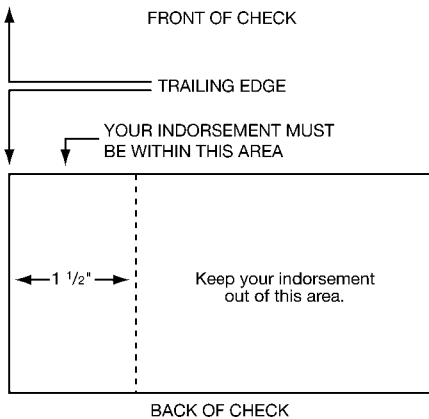 FRONT OF CHECK
TRAILING EDGE
YOUR INDORSEMENT MUST
BE WITHIN THIS AREA
1 1/2"
Keep your indorsement
out of this area.
BACK OF CHECK